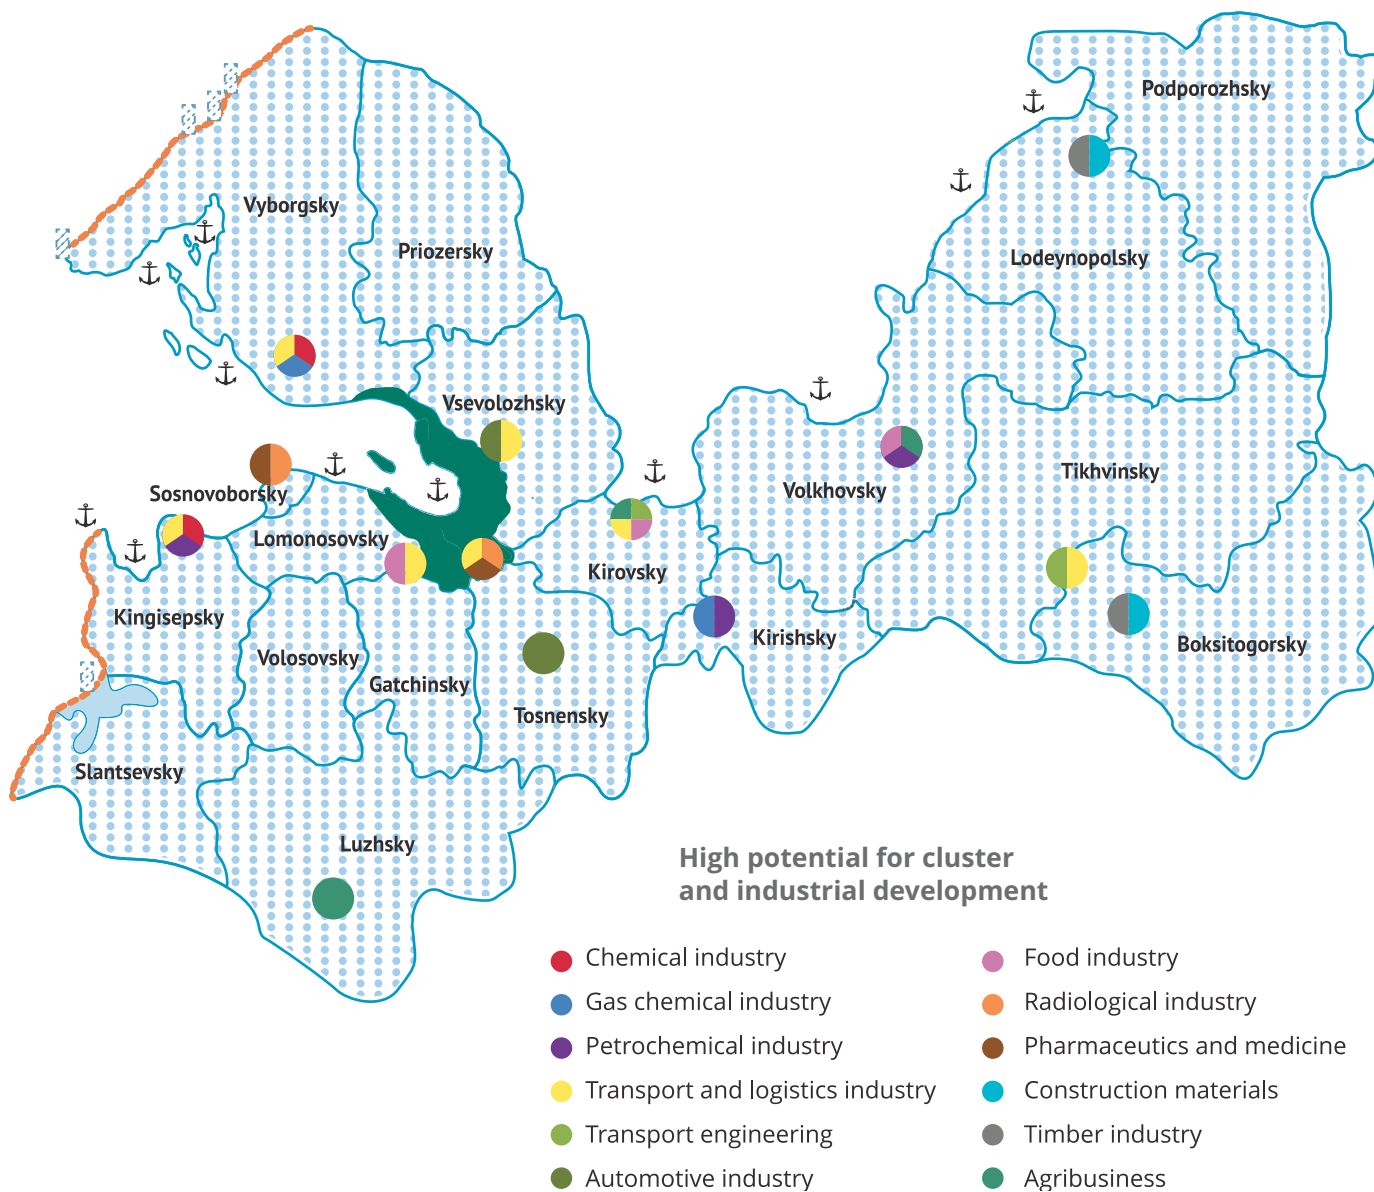 Podporozhsky
Vyborgsky
Priozersky
Lodeynopolsky
Vsevolozhsky
Tikhvinsky
Volkhovsky
Sosnovoborsky
Lomonosovsky
Kirovsky
Kingisepsky
Kirishsky
Boksitogorsky
Volosovsky
Gatchinsky
Tosnensky
Slantsevsky
Luzhsky
High potential for cluster
and industrial development
Chemical industry
Gas chemical industry
Petrochemical industry
Transport and logistics industry
Transport engineering
Automotive industry
Food industry
Radiological industry
Pharmaceutics and medicine
Construction materials
Timber industry
Agribusiness